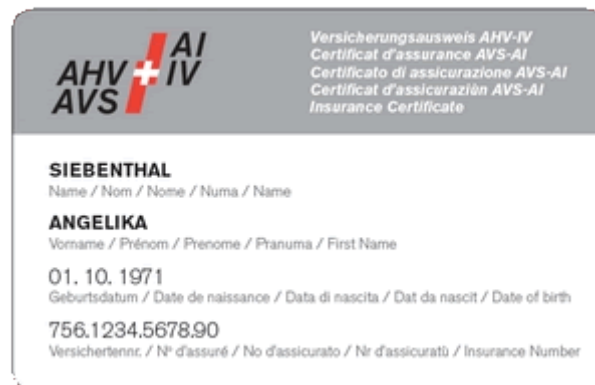 AHV AI
AVS IV
Versicherungsausweis AHV-IV
Certificat d'assurance AVS-AI
Certificato di assicurazione AVS-AI
Certificat d'assicuraziùn AVS-AI
Insurance Certificate
SIEBENTHAL
Name / Nom / Nome / Numa / Name
ANGELIKA
Vorname / Prénom / Prenome / Pranuma / First Name
01. 10. 1971
Geburtsdatum / Date de naissance / Data di nascita / Dat da nascit / Date of birth
756.1234.5678.90
Versichertennr. / Nº d'assuré / No d'assicurato / Nr d'assicuratù / Insurance Number